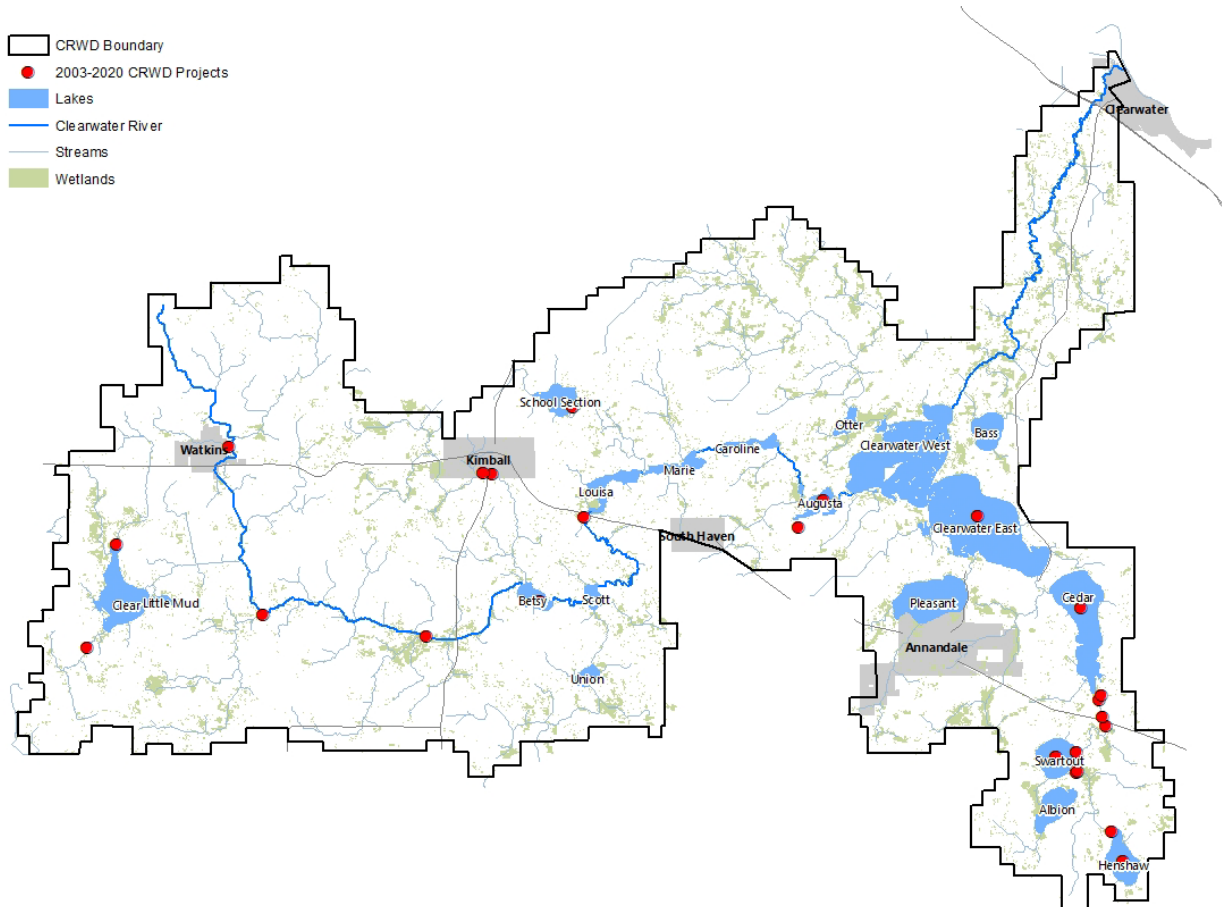 CRWD Boundary
2003-2020 CRWD Projects
Lakes
Clearwater River
Streams
Wetlands
Clearwater
School Section
Otter
Bass
Clearwater West
Caroline
Watkins
Kimball
Marie
Louisa
Augusta
Clearwater East
South Haven
Clear
Little Mud
Betsy
Scott
Pleasant
Cedar
Annandale
Union
Swartout
Albion
Henshaw